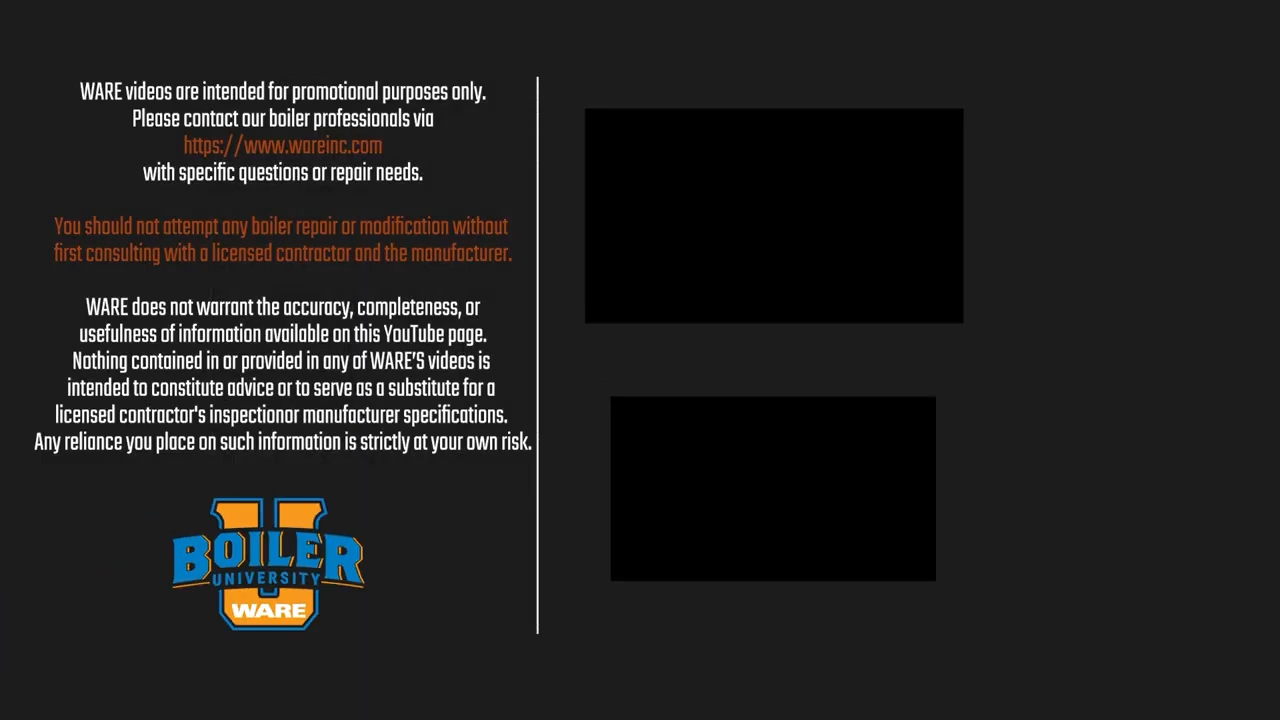 WARE videos are intended for promotional purposes only.
Please contact our boiler professionals via
https://www.wareinc.com
with specific questions or repair needs.
You should not attempt any boiler repair or modification without
first consulting with a licensed contractor and the manufacturer.
WARE does not warrant the accuracy, completeness, or
usefulness of information available on this YouTube page.
Nothing contained in or provided in any of WARE'S videos is
intended to constitute advice or to serve as a substitute for a
licensed contractor's inspectionor manufacturer specifications.
Any reliance you place on such information is strictly at your own risk.
U
BOILER
UNIVERSITY
WARE